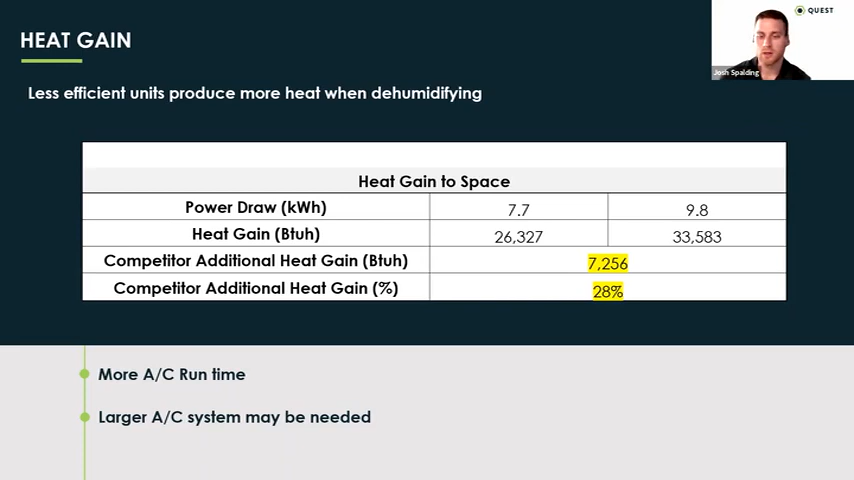 HEAT GAIN
QUEST
Josh Spalding
Less efficient units produce more heat when dehumidifying
Heat Gain to Space
Power Draw (kWh) 7.7 9.8
Heat Gain (Btuh) 26,327 33,583
Competitor Additional Heat Gain (Btuh) 7,256
Competitor Additional Heat Gain (%) 28%
More A/C Run time
Larger A/C system may be needed